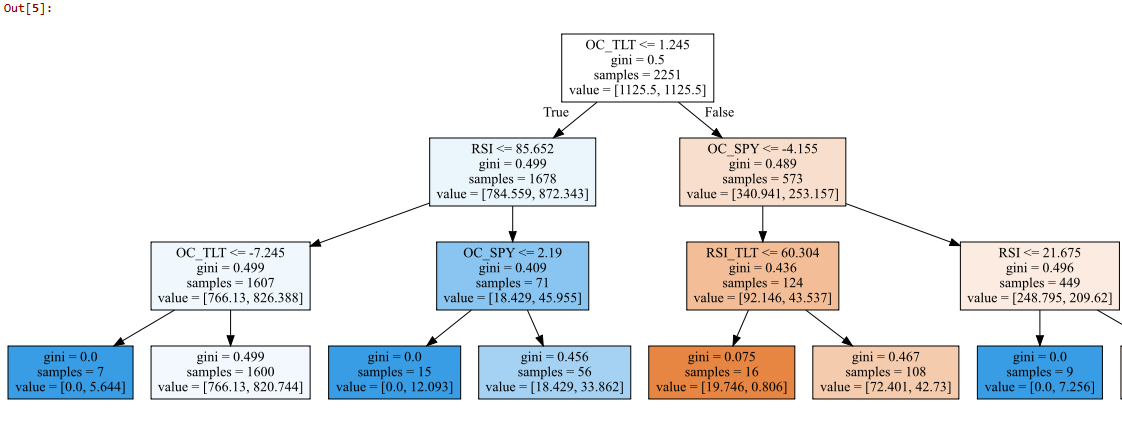 Out[5]:
OC_TLT <= 1.245
gini = 0.5
samples = 2251
value = [1125.5, 1125.5]
True
False
RSI <= 85.652
gini = 0.499
samples = 1678
value = [784.559, 872.343]
OC_SPY <= -4.155
gini = 0.489
samples = 573
value = [340.941, 253.157]
OC_TLT <= -7.245
gini = 0.499
samples = 1607
value = [766.13, 826.388]
OC_SPY <= 2.19
gini = 0.409
samples = 71
value = [18.429, 45.955]
RSI_TLT <= 60.304
gini = 0.436
samples = 124
value = [92.146, 43.537]
RSI <= 21.675
gini = 0.496
samples = 449
value = [248.795, 209.62]
gini = 0.0
samples = 7
value = [0.0, 5.644]
gini = 0.499
samples = 1600
value = [766.13, 820.744]
gini = 0.0
samples = 15
value = [0.0, 12.093]
gini = 0.456
samples = 56
value = [18.429, 33.862]
gini = 0.075
samples = 16
value = [19.746, 0.806]
gini = 0.467
samples = 108
value = [72.401, 42.73]
gini = 0.0
samples = 9
value = [0.0, 7.256]